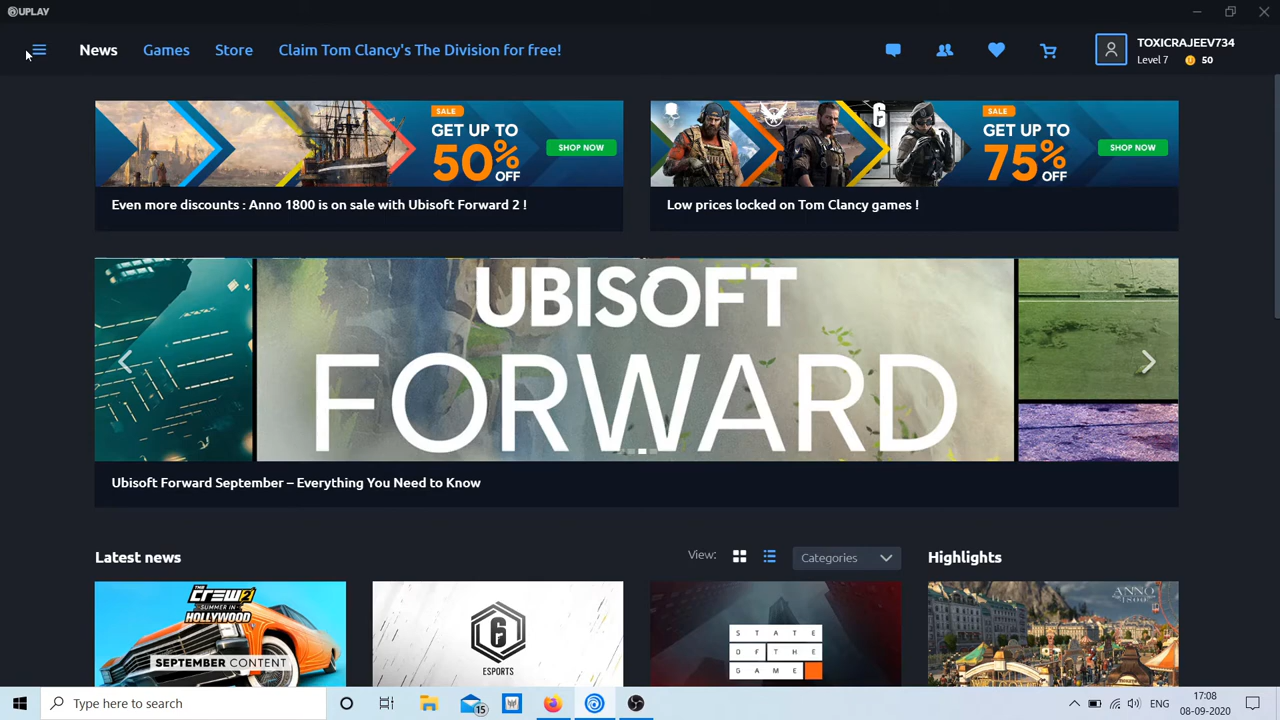 UPLAY
News Games Store Claim Tom Clancy's The Division for free!
TOXICRAJEEV734
Level 7 50
SALE
GET UP TO
50%
OFF
SHOP NOW
Even more discounts : Anno 1800 is on sale with Ubisoft Forward 2 !
SALE
GET UP TO
75%
OFF
SHOP NOW
Low prices locked on Tom Clancy games !
UBISOFT
FORWARD
Ubisoft Forward September – Everything You Need to Know
Latest news
View:
Categories
Highlights
THE
CREW2
SUMMER IN
HOLLYWOOD
SEPTEMBER CONTENT
6
ESPORTS
STATE
OF THE
GAME
ANNO
1800
Type here to search
15
ENG
17:08
08-09-2020